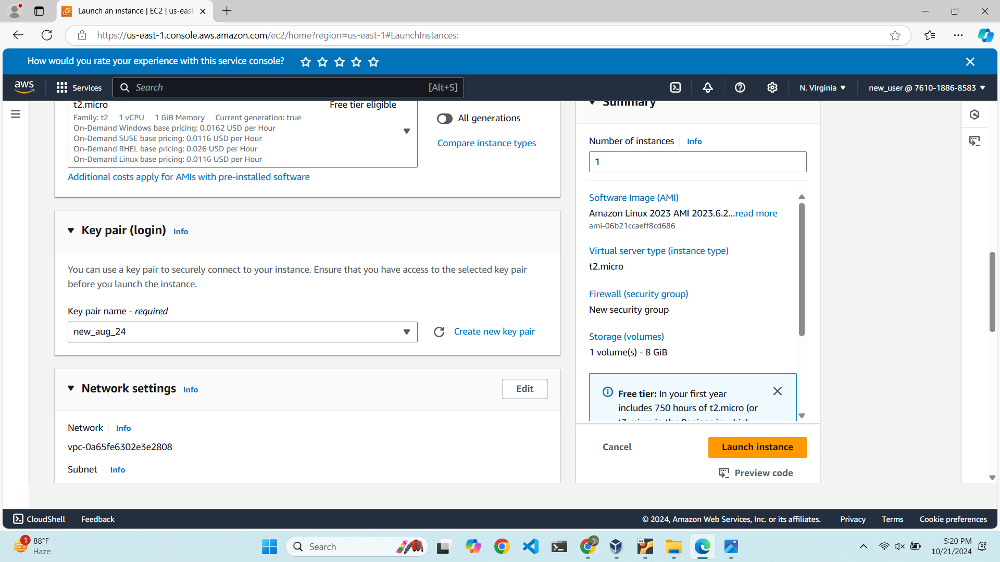 Launch an instance | EC2 | us-east
https://us-east-1.console.aws.amazon.com/ec2/home?region=us-east-1#LaunchInstances:
How would you rate your experience with this service console?
aws
Services
Search
[Alt+S]
N. Virginia
new_user @ 7610-1886-8583
t2.micro
Free tier eligible
Family: t2 1 vCPU 1 GiB Memory Current generation: true
On-Demand Windows base pricing: 0.0162 USD per Hour
On-Demand SUSE base pricing: 0.0116 USD per Hour
On-Demand RHEL base pricing: 0.026 USD per Hour
On-Demand Linux base pricing: 0.0116 USD per Hour
All generations
Compare instance types
Additional costs apply for AMIs with pre-installed software
Key pair (login) Info
You can use a key pair to securely connect to your instance. Ensure that you have access to the selected key pair
before you launch the instance.
Key pair name - required
new_aug_24
Create new key pair
Network settings Info
Edit
Network Info
vpc-0a65fe6302e3e2808
Subnet Info
Summary
Number of instances Info
1
Software Image (AMI)
Amazon Linux 2023 AMI 2023.6.2...read more
ami-06b21ccaeff8cd686
Virtual server type (instance type)
t2.micro
Firewall (security group)
New security group
Storage (volumes)
1 volume(s) - 8 GiB
Free tier: In your first year
includes 750 hours of t2.micro (or
Cancel
Launch instance
Preview code
CloudShell
Feedback
© 2024, Amazon Web Services, Inc. or its affiliates.
Privacy
Terms
Cookie preferences
1
88°F
Haze
Search
64
5:20 PM
10/21/2024